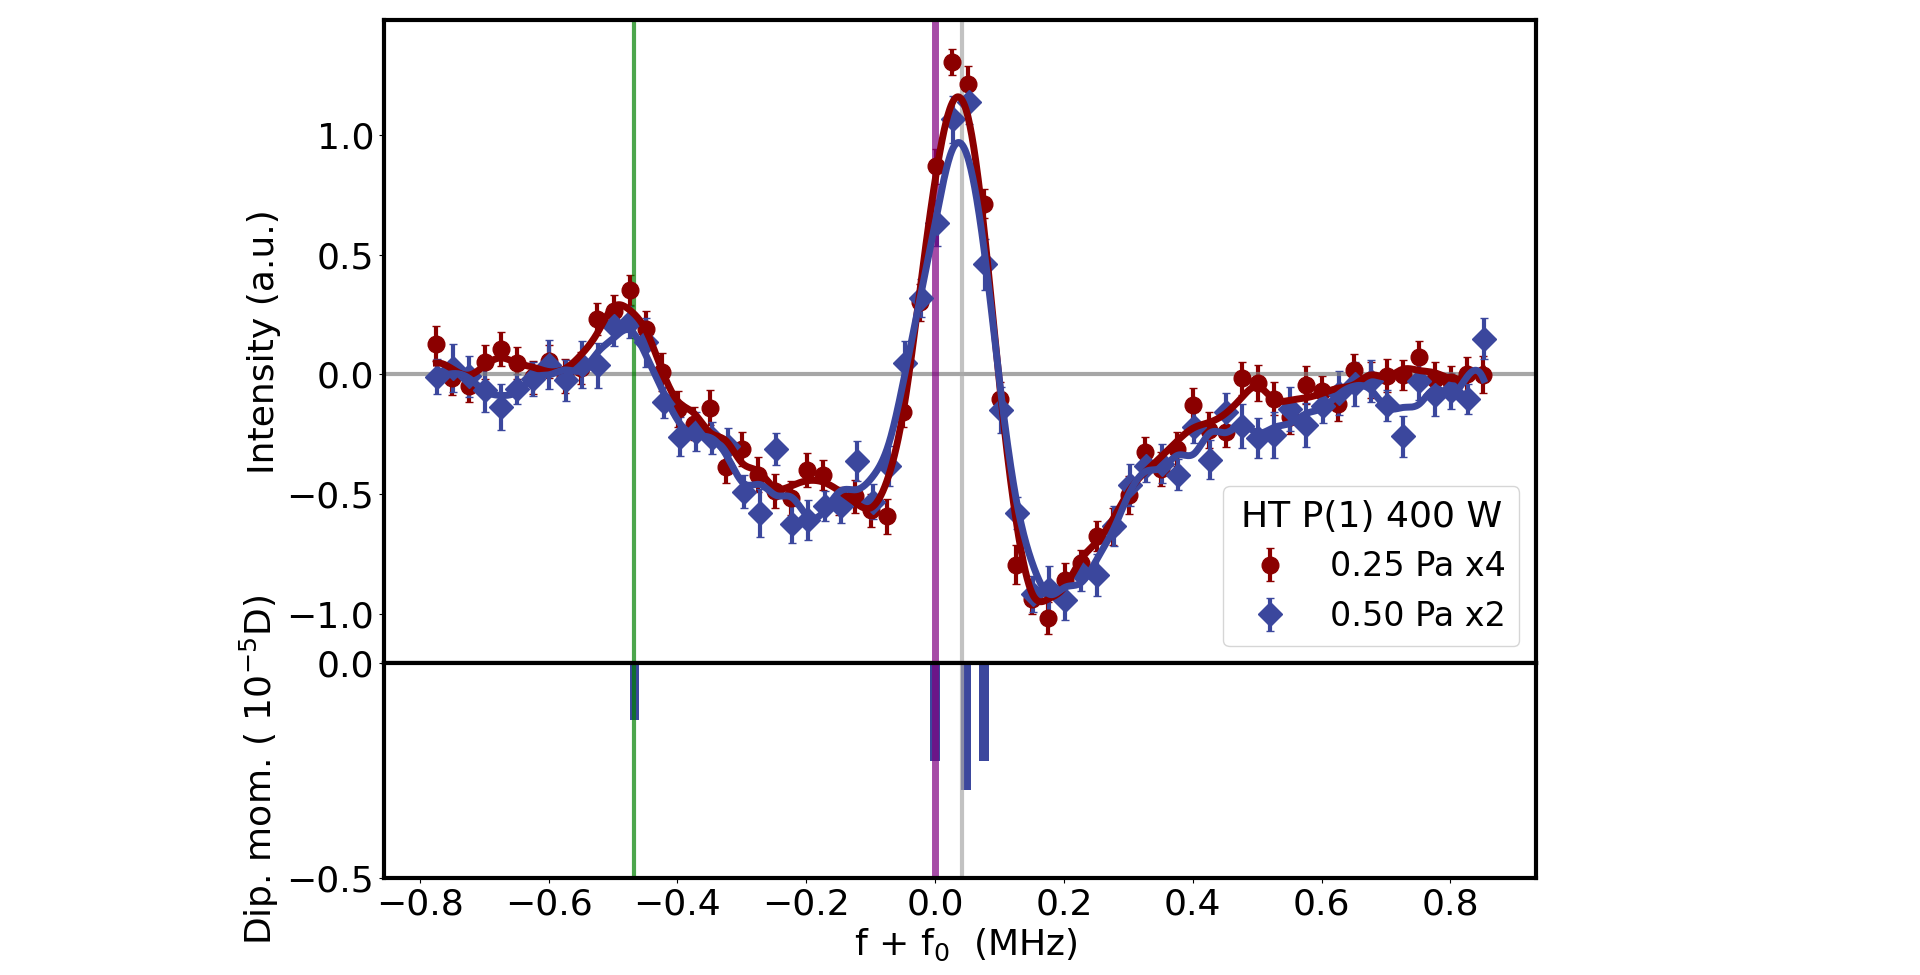 Intensity (a.u.)
1.0
0.5
0.0
−0.5
−1.0
HT P(1) 400 W
0.25 Pa x4
0.50 Pa x2
Dip. mom. ( 10⁻⁵D)
0.0
−0.5
−0.8 −0.6 −0.4 −0.2 0.0 0.2 0.4 0.6 0.8
f + f₀ (MHz)